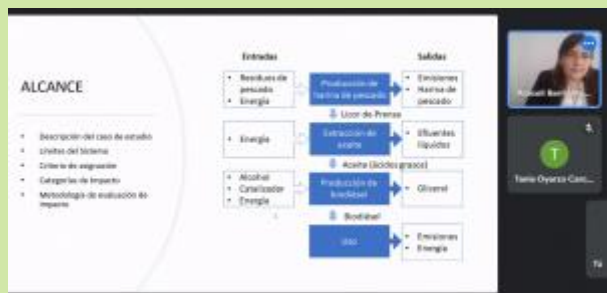 ALCANCE
• Descripción del caso de estudio
• Límites del Sistema
• Criterio de asignación
• Categorías de Impacto
• Metodología de evaluación de
impacto
Entradas
Salidas
• Residuos de
pescado
• Energía
Producción de
harina de pescado
• Emisiones
• Harina de
pescado
Licor de Prensa
• Energía
Extracción de
aceite
• Efluentes
líquidos
Aceite (ácidos grasos)
• Alcohol
• Catalizador
• Energía
Producción de
biodiésel
• Glicerol
Biodiésel
Uso
• Emisiones
• Energía
T
Tania Oyarzo